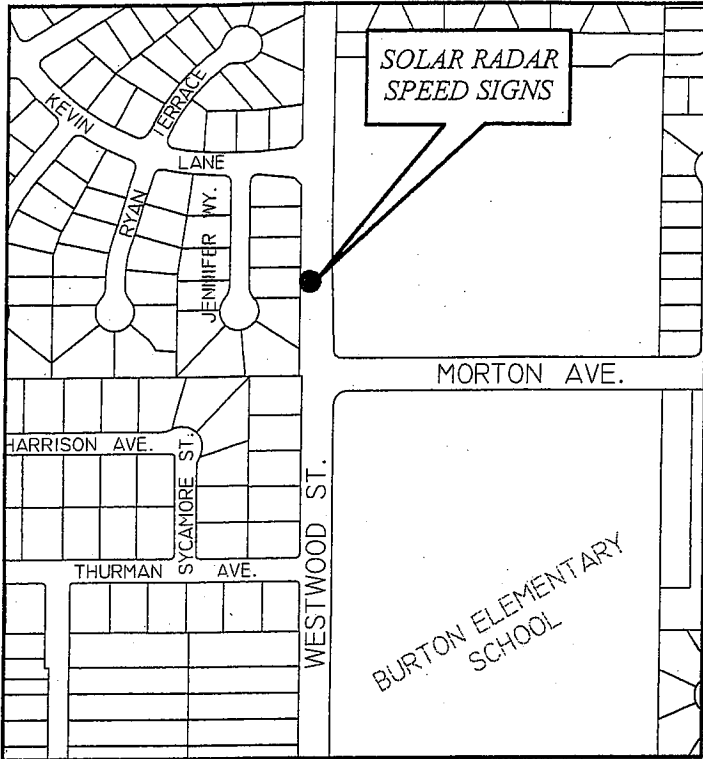 SOLAR RADAR
SPEED SIGNS
KEVIN
TERRACE
LANE
RYAN
JENNIFER WY.
MORTON AVE.
HARRISON AVE.
SYCAMORE ST.
THURMAN AVE.
WESTWOOD ST.
BURTON ELEMENTARY
SCHOOL